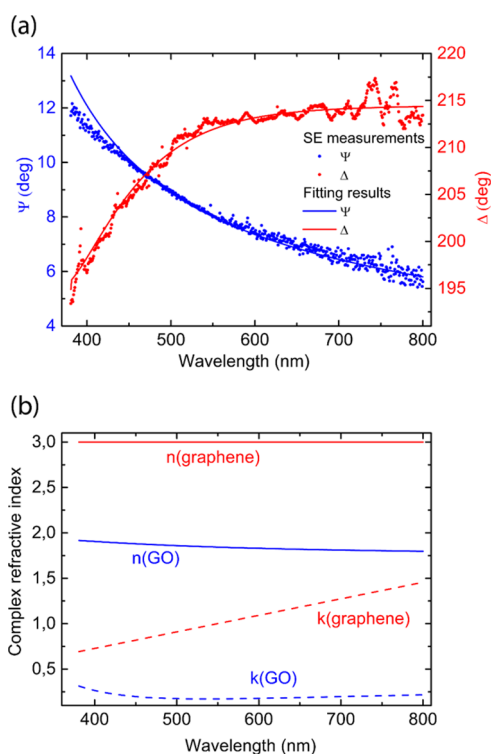 (a)
14
12
10
8
6
4
Ψ (deg)
220
215
210
205
200
195
Δ (deg)
SE measurements
Ψ
Δ
Fitting results
Ψ
Δ
400 500 600 700 800
Wavelength (nm)
(b)
3,0
2,5
2,0
1,5
1,0
0,5
Complex refractive index
n(graphene)
n(GO)
k(graphene)
k(GO)
400 500 600 700 800
Wavelength (nm)